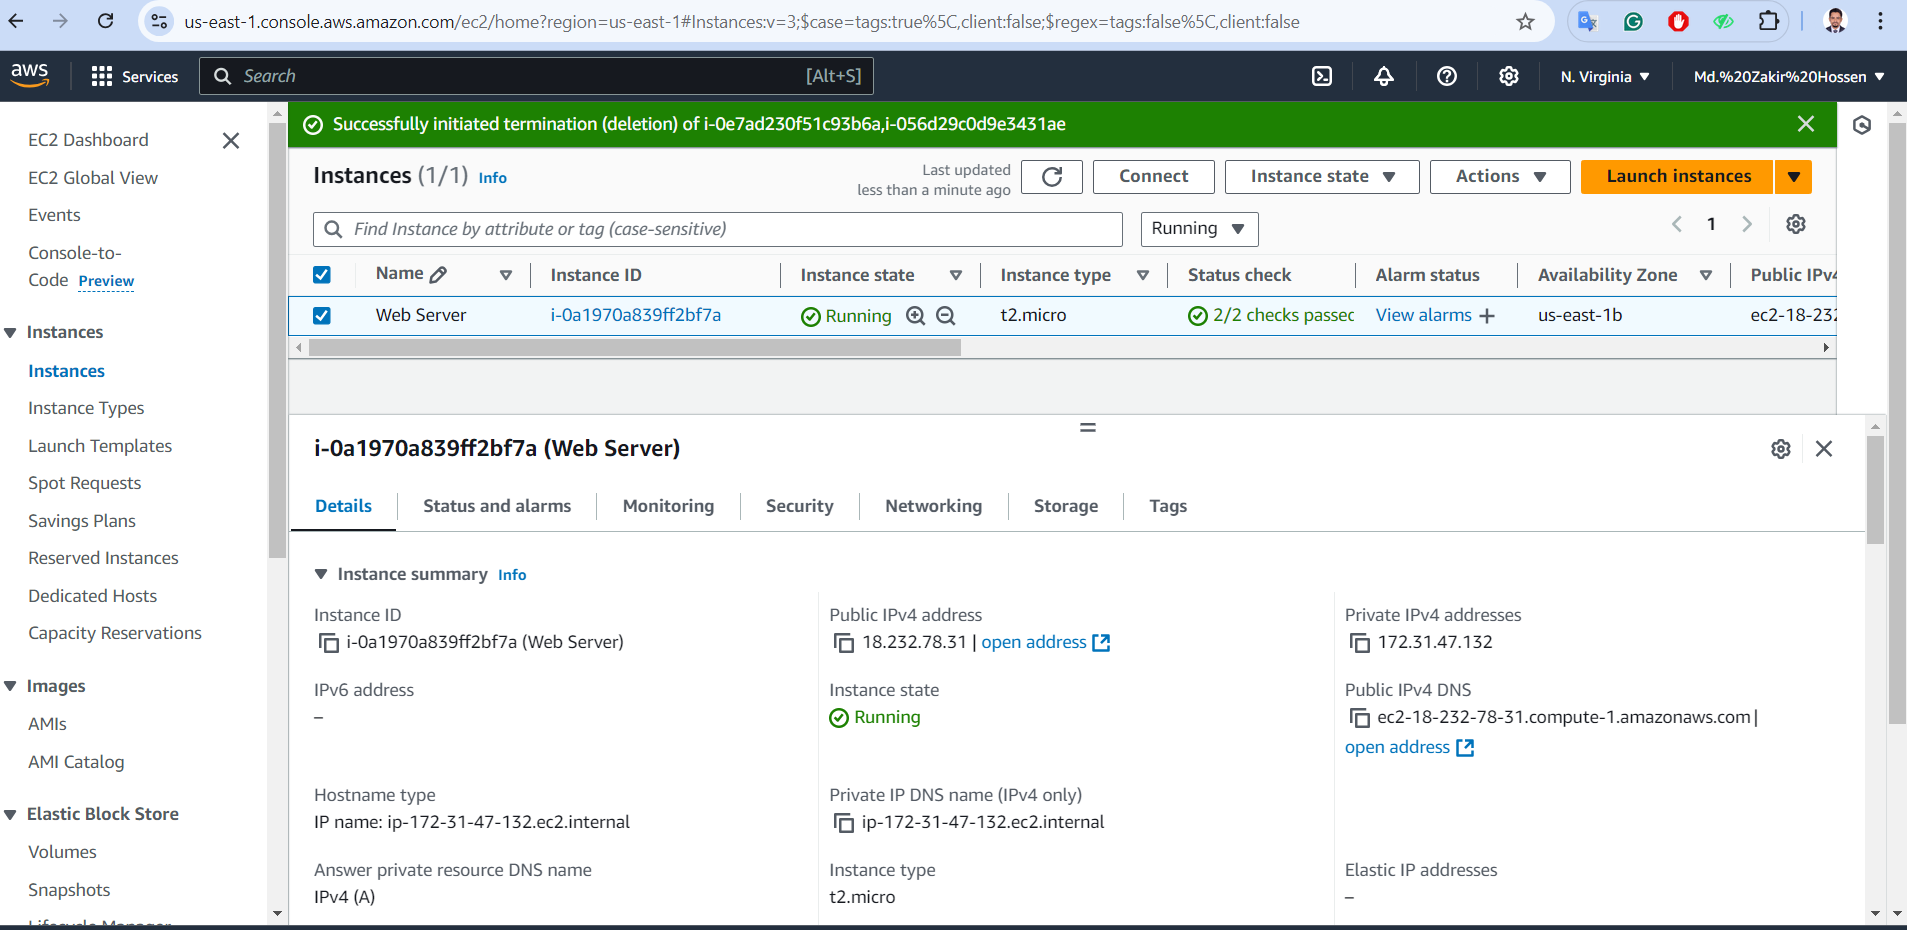 us-east-1.console.aws.amazon.com/ec2/home?region=us-east-1#Instances:v=3;$case=tags:true%5C,client:false;$regex=tags:false%5C,client:false
aws
Services
Search
[Alt+S]
N. Virginia
Md.%20Zakir%20Hossen
EC2 Dashboard
EC2 Global View
Events
Console-to-
Code Preview
Instances
Instances
Instance Types
Launch Templates
Spot Requests
Savings Plans
Reserved Instances
Dedicated Hosts
Capacity Reservations
Images
AMIs
AMI Catalog
Elastic Block Store
Volumes
Snapshots
Lifecycle Manager
Successfully initiated termination (deletion) of i-0e7ad230f51c93b6a,i-056d29c0d9e3431ae
Instances (1/1) Info
Last updated
less than a minute ago
Connect
Instance state
Actions
Launch instances
Find Instance by attribute or tag (case-sensitive)
Running
1
Name Instance ID Instance state Instance type Status check Alarm status Availability Zone Public IPv4
Web Server i-0a1970a839ff2bf7a Running t2.micro 2/2 checks passec View alarms + us-east-1b ec2-18-232
i-0a1970a839ff2bf7a (Web Server)
Details Status and alarms Monitoring Security Networking Storage Tags
Instance summary Info
Instance ID
i-0a1970a839ff2bf7a (Web Server)
Public IPv4 address
18.232.78.31 | open address
Private IPv4 addresses
172.31.47.132
IPv6 address
–
Instance state
Running
Public IPv4 DNS
ec2-18-232-78-31.compute-1.amazonaws.com |
open address
Hostname type
IP name: ip-172-31-47-132.ec2.internal
Private IP DNS name (IPv4 only)
ip-172-31-47-132.ec2.internal
Answer private resource DNS name
IPv4 (A)
Instance type
t2.micro
Elastic IP addresses
–